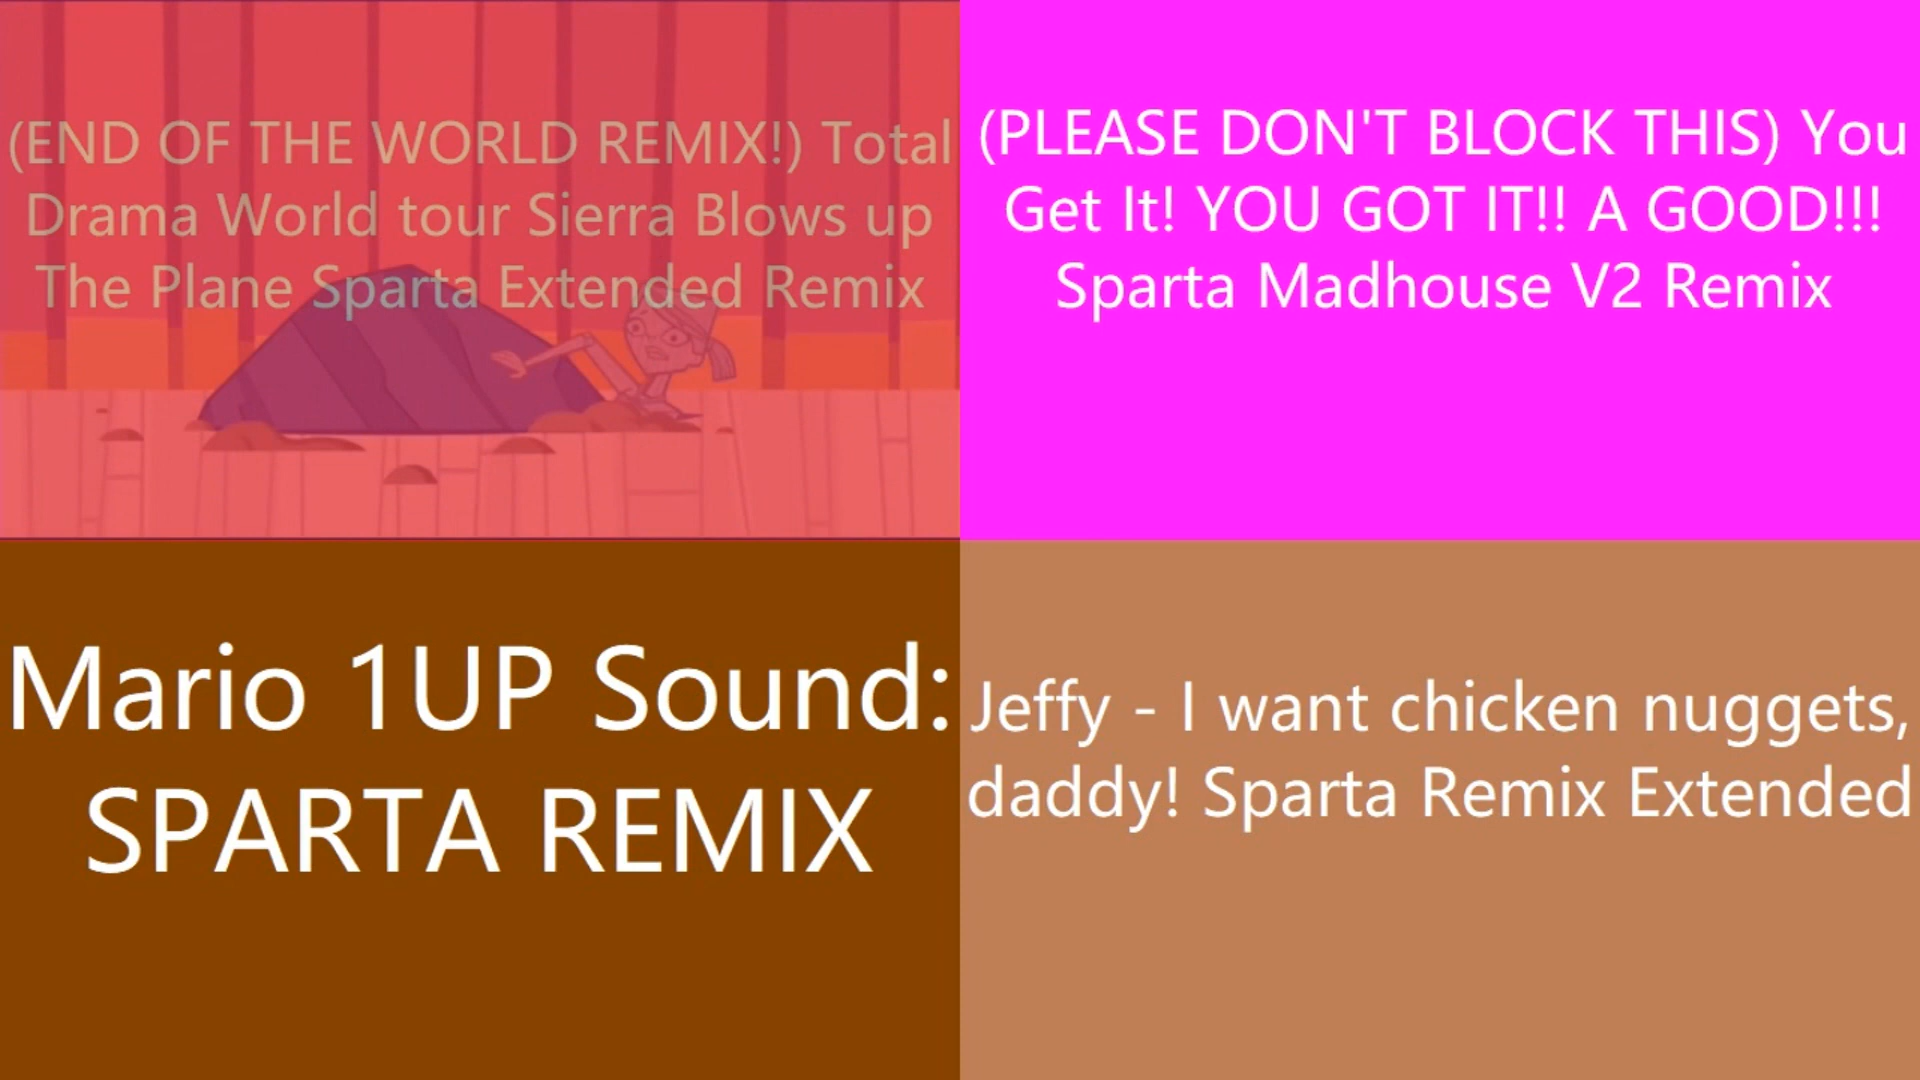 (END OF THE WORLD REMIX!) Total
Drama World tour Sierra Blows up
The Plane Sparta Extended Remix
(PLEASE DON'T BLOCK THIS) You
Get It! YOU GOT IT!! A GOOD!!!
Sparta Madhouse V2 Remix
Mario 1UP Sound:
SPARTA REMIX
Jeffy - I want chicken nuggets,
daddy! Sparta Remix Extended